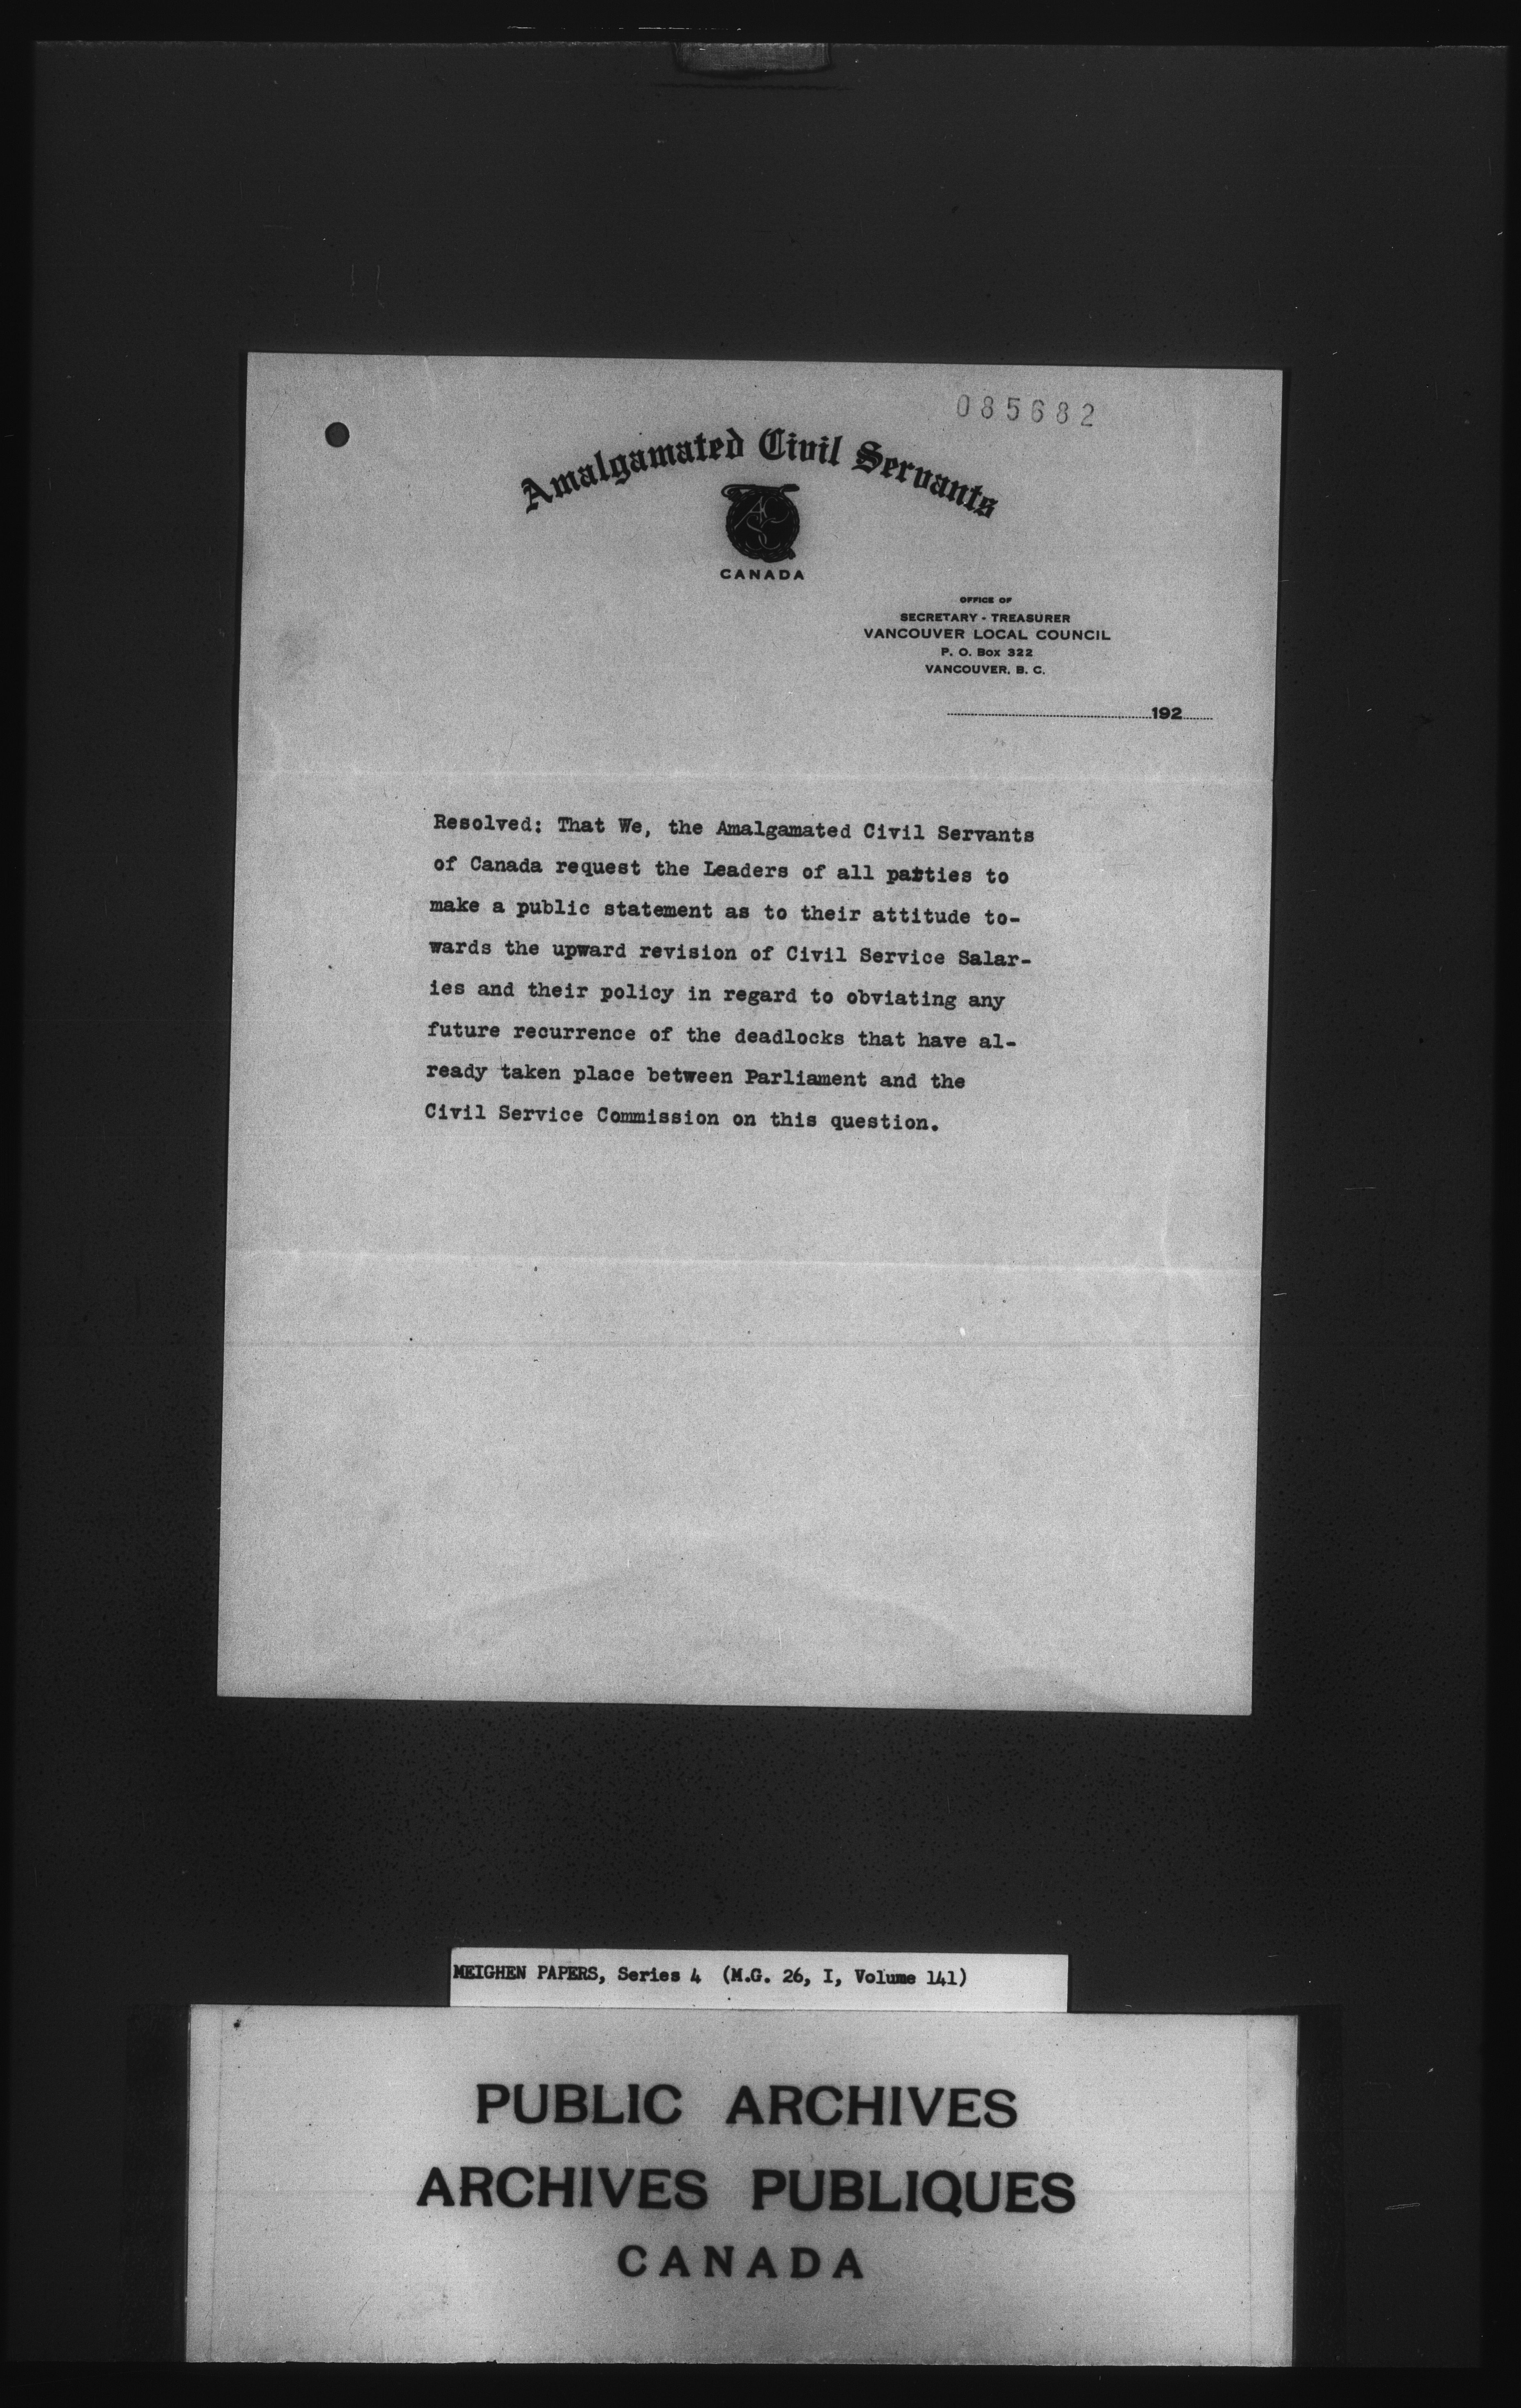 085682
Amalgamated Civil Servants
ACSC
CANADA
OFFICE OF
SECRETARY - TREASURER
VANCOUVER LOCAL COUNCIL
P. O. Box 322
VANCOUVER, B. C.
192
Resolved: That We, the Amalgamated Civil Servants
of Canada request the Leaders of all parties to
make a public statement as to their attitude to-
wards the upward revision of Civil Service Salar-
ies and their policy in regard to obviating any
future recurrence of the deadlocks that have al-
ready taken place between Parliament and the
Civil Service Commission on this question.
MEIGHEN PAPERS, Series 4 (M.G. 26, I, Volume 141)
PUBLIC ARCHIVES
ARCHIVES PUBLIQUES
CANADA